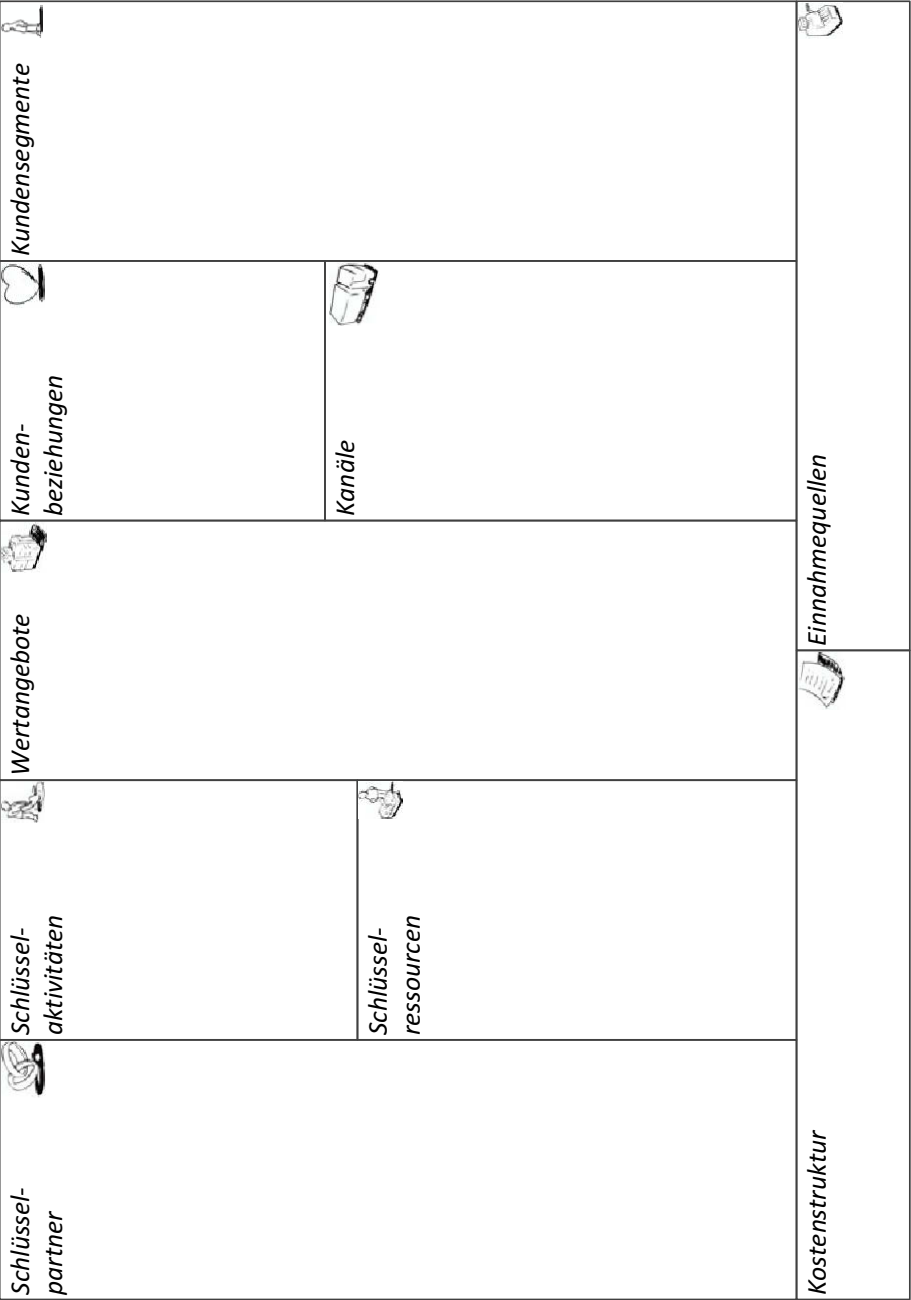 Schlüssel-
partner
Schlüssel-
aktivitäten
Schlüssel-
ressourcen
Wertangebote
Kunden-
beziehungen
Kanäle
Kundensegmente
Kostenstruktur
Einnahmequellen